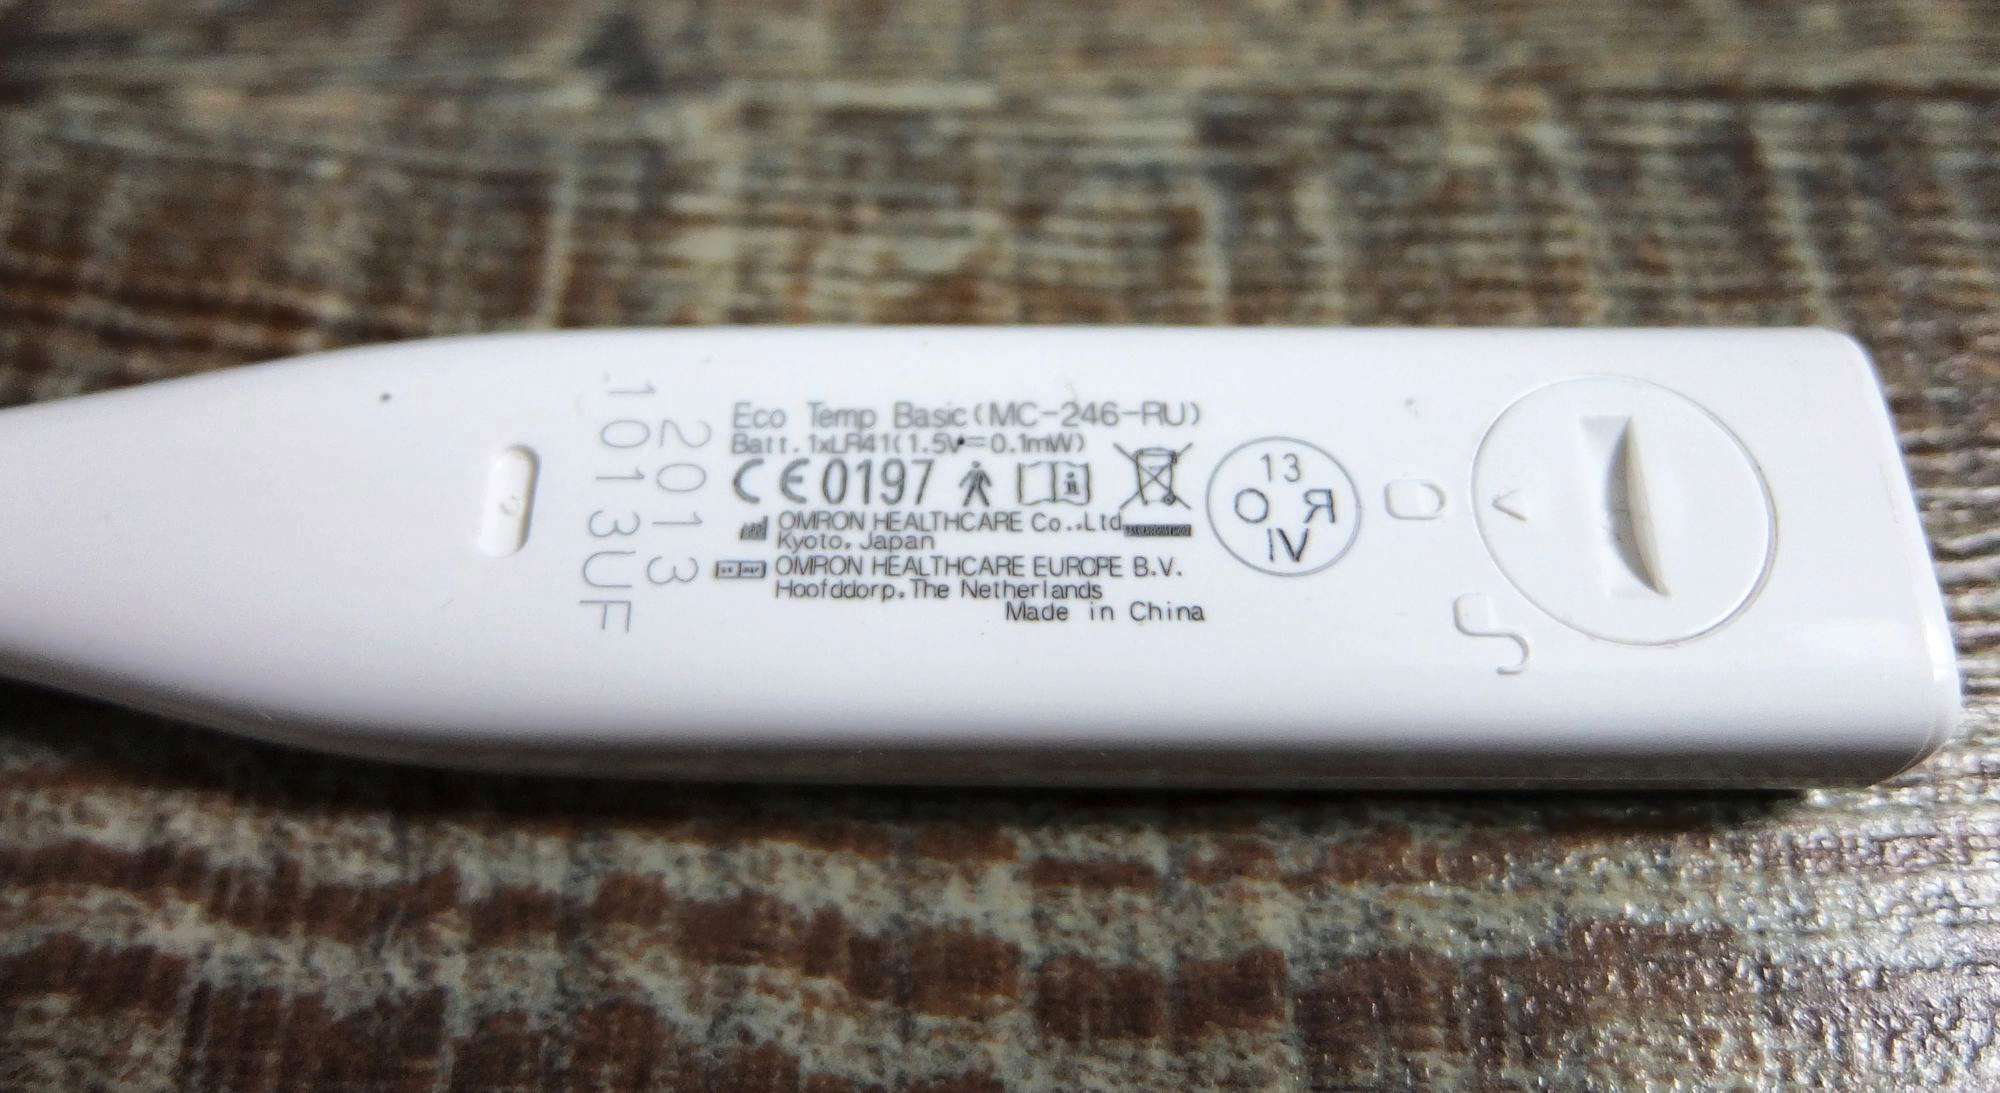 Eco Temp Basic(MC-246-RU)
Batt.1xLR41(1.5V⎓0.1mW)
CE0197
OMRON HEALTHCARE Co.,Ltd.
Kyoto, Japan
OMRON HEALTHCARE EUROPE B.V.
Hoofddorp, The Netherlands
Made in China
2013
1013UF
13
O Я
IV